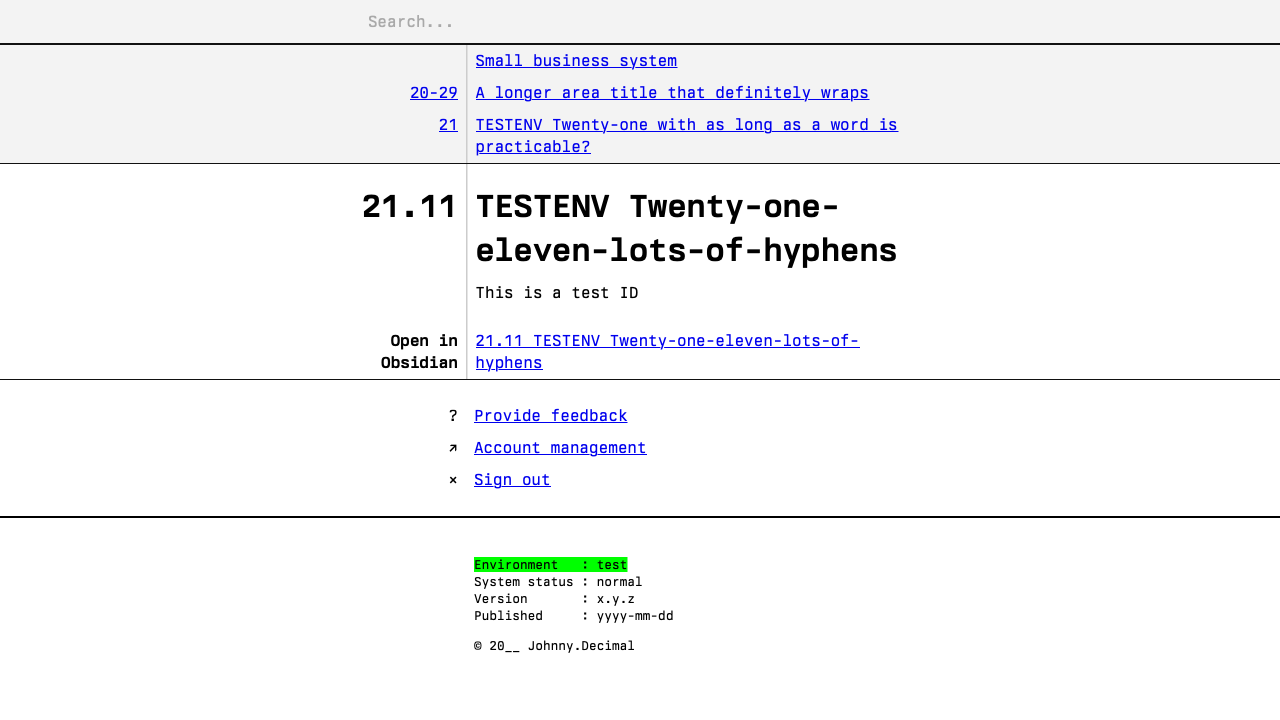 Search...
Small business system
20-29 A longer area title that definitely wraps
21 TESTENV Twenty-one with as long as a word is
practicable?
21.11 TESTENV Twenty-one-
eleven-lots-of-hyphens
This is a test ID
Open in 21.11 TESTENV Twenty-one-eleven-lots-of-
Obsidian hyphens
? Provide feedback
↗ Account management
× Sign out
Environment   : test
System status : normal
Version       : x.y.z
Published     : yyyy-mm-dd
© 20__ Johnny.Decimal